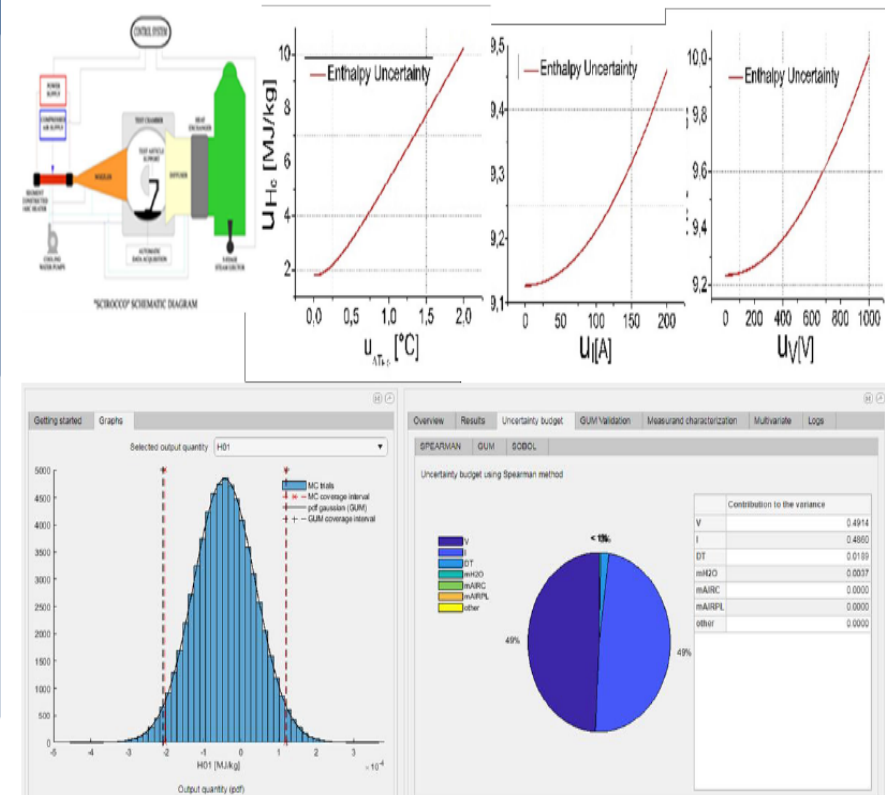 CONTROL SYSTEM
POWER
SUPPLY
COMPRESSED
AIR SUPPLY
TEST CHAMBER
TEST ARTICLE
SUPPORT
HEAT
EXCHANGER
NOZZLE
DIFFUSER
SEGMENT
CONSTRICTED
ARC HEATER
COOLING
WATER PUMPS
AUTOMATIC
DATA ACQUISITION
STEAM EJECTOR
"SCIROCCO" SCHEMATIC DIAGRAM
Enthalpy Uncertainty
10
8
6
4
2
0,0 0,5 1,0 1,5 2,0
[MJ/kg]
[°C]
Enthalpy Uncertainty
9,5
9,4
9,3
9,2
9,1
0 50 100 150 200
uI[A]
Enthalpy Uncertainty
10,0
9,8
9,6
9,4
9,2
0 200 400 600 800 1000
uV[V]
Getting started Graphs
Selected output quantity H01
5000
4500
4000
3500
3000
2500
2000
1500
1000
500
0
MC trials
MC coverage interval
pdf gaussian (GUM)
GUM coverage interval
-5 -4 -3 -2 -1 0 1 2 3
H01 [MJ/kg]
×10⁻⁴
Output quantity (pdf)
Overview Results Uncertainty budget GUM Validation Measurand characterization Multivariate Logs
SPEARMAN GUM SOBOL
Uncertainty budget using Spearman method
V
I
DT
mH2O
mAIRC
mAIRPL
other
49%
49%
Contribution to the variance
V 0.4914
I 0.4860
DT 0.0189
mH2O 0.0037
mAIRC 0.0000
mAIRPL 0.0000
other 0.0000